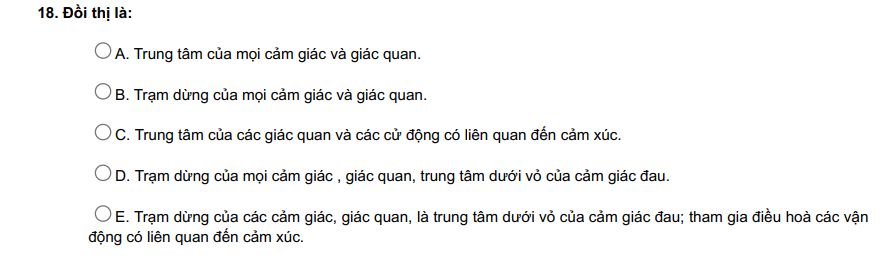 18. Đồi thị là:
A. Trung tâm của mọi cảm giác và giác quan.
B. Trạm dừng của mọi cảm giác và giác quan.
C. Trung tâm của các giác quan và các cử động có liên quan đến cảm xúc.
D. Trạm dừng của mọi cảm giác , giác quan, trung tâm dưới vỏ của cảm giác đau.
E. Trạm dừng của các cảm giác, giác quan, là trung tâm dưới vỏ của cảm giác đau; tham gia điều hoà các vận
động có liên quan đến cảm xúc.